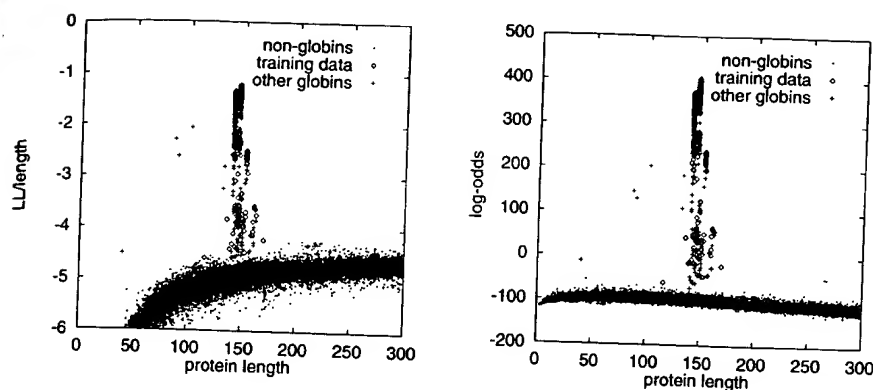 0
-1
-2
-3
-4
-5
-6
LL/length
non-globins
training data
other globins
0 50 100 150 200 250 300
protein length
500
400
300
200
100
0
-100
-200
log-odds
non-globins
training data
other globins
0 50 100 150 200 250 300
protein length